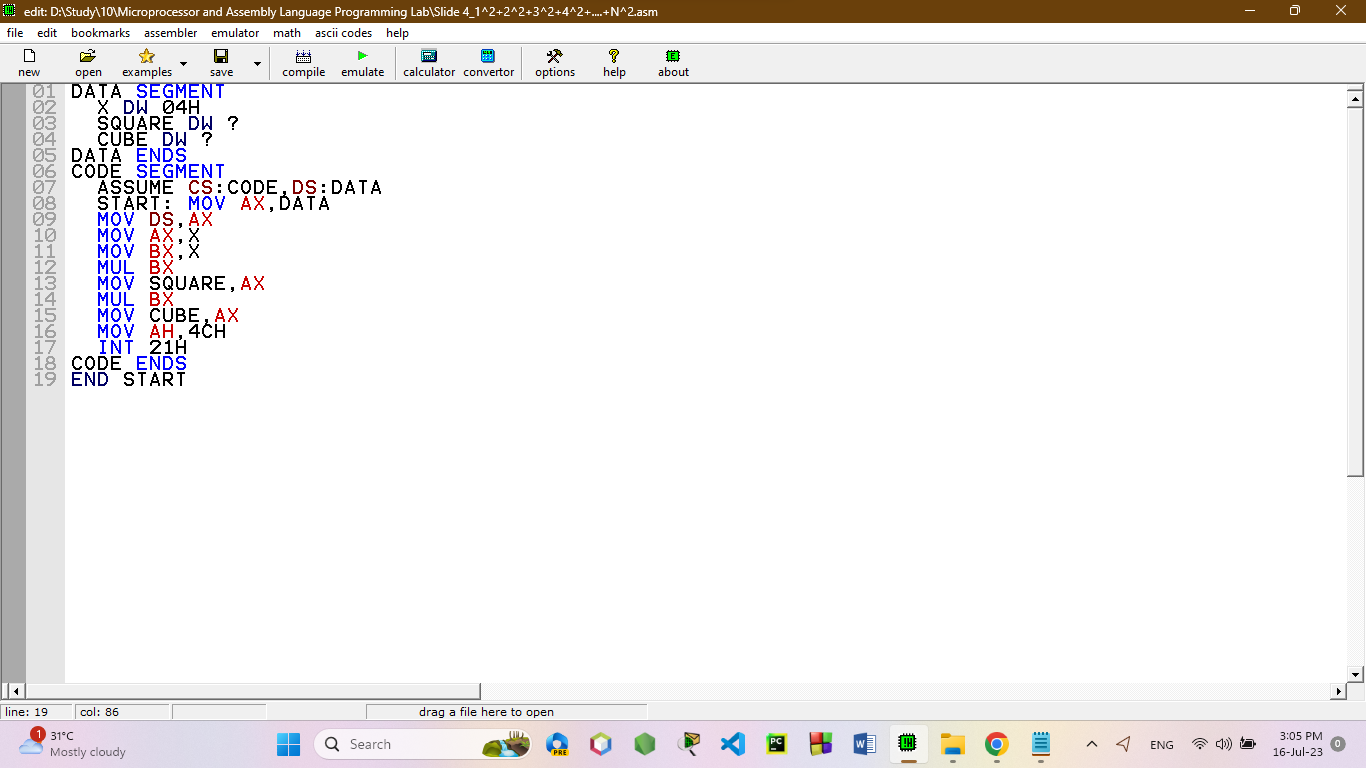 edit: D:\Study\10\Microprocessor and Assembly Language Programming Lab\Slide 4_1^2+2^2+3^2+4^2+....+N^2.asm
file edit bookmarks assembler emulator math ascii codes help
new open examples save compile emulate calculator convertor options help about
01 DATA SEGMENT
02 X DW 04H
03 SQUARE DW ?
04 CUBE DW ?
05 DATA ENDS
06 CODE SEGMENT
07 ASSUME CS:CODE,DS:DATA
08 START: MOV AX,DATA
09 MOV DS,AX
10 MOV AX,X
11 MOV BX,X
12 MUL BX
13 MOV SQUARE,AX
14 MUL BX
15 MOV CUBE,AX
16 MOV AH,4CH
17 INT 21H
18 CODE ENDS
19 END START
line: 19 col: 86 drag a file here to open
1 31°C
Mostly cloudy
Search
PRE
PC
W
ENG
3:05 PM
16-Jul-23
0